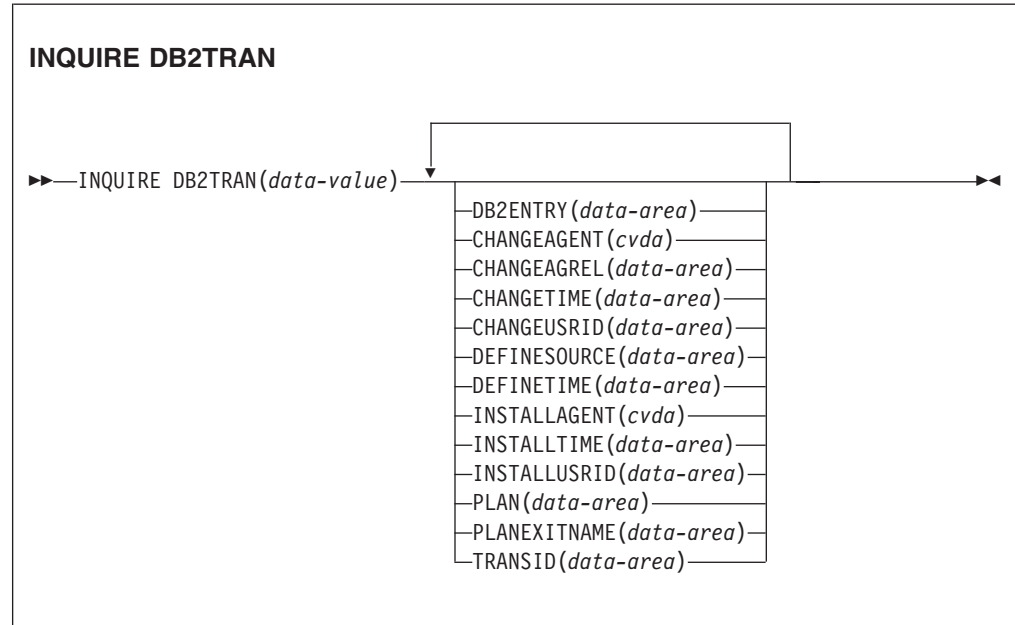 INQUIRE DB2TRAN
INQUIRE DB2TRAN(data-value)
DB2ENTRY(data-area)
CHANGEAGENT(cvda)
CHANGEAGREL(data-area)
CHANGETIME(data-area)
CHANGEUSRID(data-area)
DEFINESOURCE(data-area)
DEFINETIME(data-area)
INSTALLAGENT(cvda)
INSTALLTIME(data-area)
INSTALLUSRID(data-area)
PLAN(data-area)
PLANEXITNAME(data-area)
TRANSID(data-area)